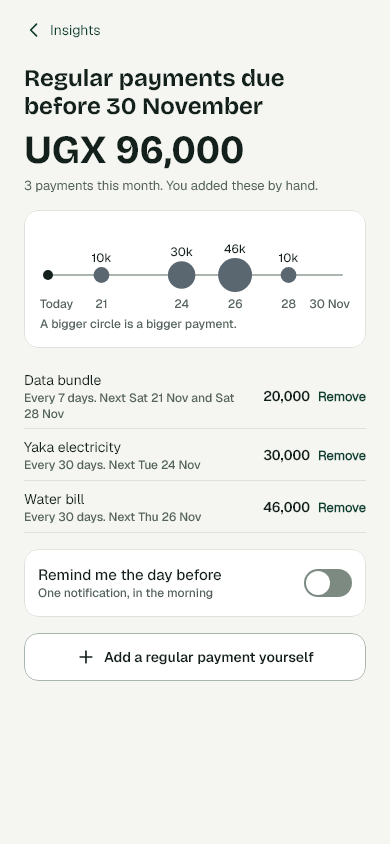 Insights
Regular payments due
before 30 November
UGX 96,000
3 payments this month. You added these by hand.
10k 30k 46k 10k
Today 21 24 26 28 30 Nov
A bigger circle is a bigger payment.
Data bundle
Every 7 days. Next Sat 21 Nov and Sat
28 Nov
20,000 Remove
Yaka electricity
Every 30 days. Next Tue 24 Nov
30,000 Remove
Water bill
Every 30 days. Next Thu 26 Nov
46,000 Remove
Remind me the day before
One notification, in the morning
Add a regular payment yourself